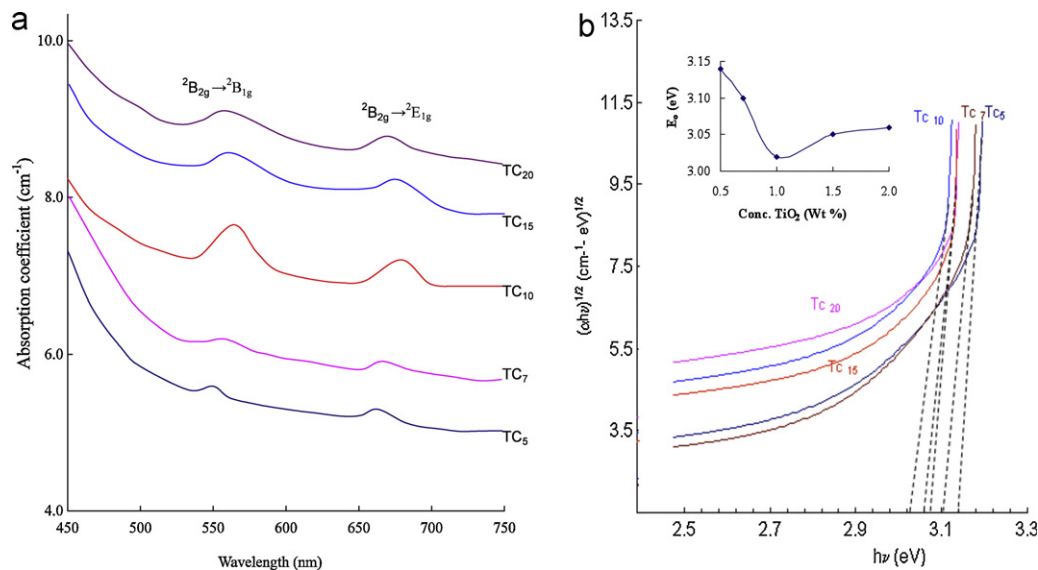 a
10.0
8.0
6.0
4.0
Absorption coefficient (cm⁻¹)
²B₂g→²B₁g
²B₂g→²E₁g
TC₂₀
TC₁₅
TC₁₀
TC₇
TC₅
450 500 550 600 650 700 750
Wavelength (nm)
b
13.5
11.5
9.5
7.5
5.5
3.5
(αhν)^1/2 (cm⁻¹- eV)^1/2
3.15
3.10
3.05
3.00
Eₒ (eV)
0.5 1.0 1.5 2.0
Conc. TiO₂ (Wt %)
Tc 10
Tc 7
Tc₅
Tc 20
Tc 15
2.5 2.7 2.9 3.1 3.3
hν (eV)